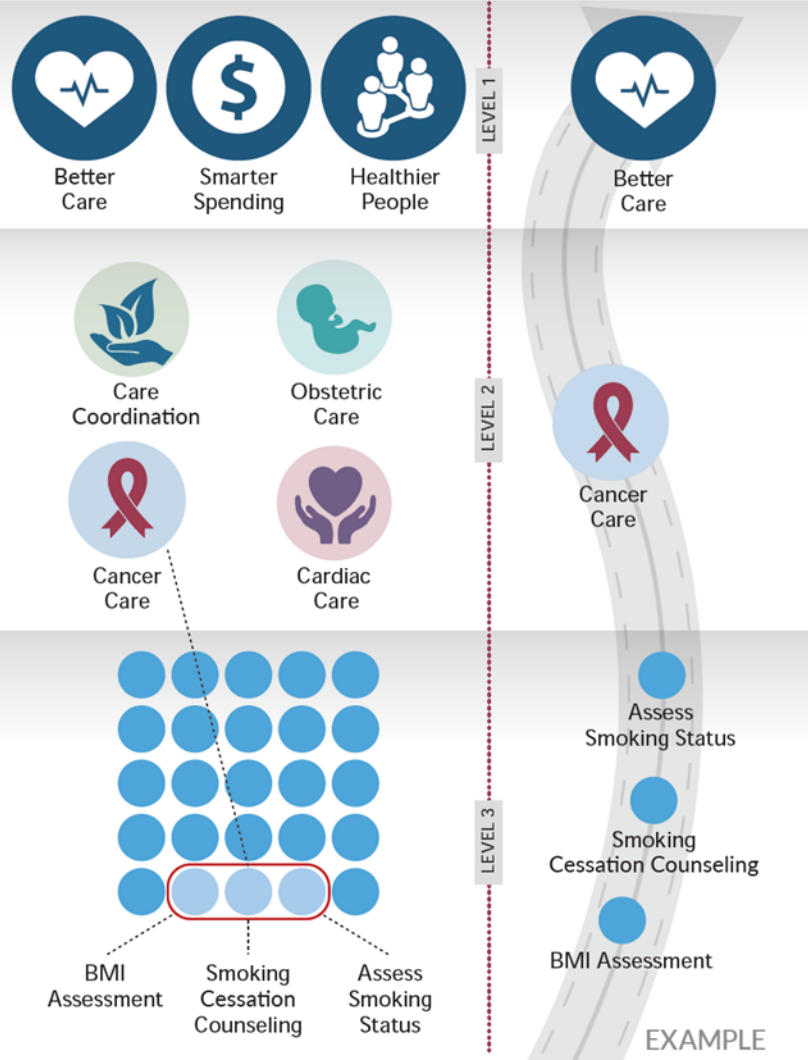 Better
Care
Smarter
Spending
Healthier
People
LEVEL 1
Better
Care
Care
Coordination
Obstetric
Care
LEVEL 2
Cancer
Care
Cardiac
Care
Cancer
Care
LEVEL 3
Assess
Smoking Status
Smoking
Cessation Counseling
BMI Assessment
BMI
Assessment
Smoking
Cessation
Counseling
Assess
Smoking
Status
EXAMPLE